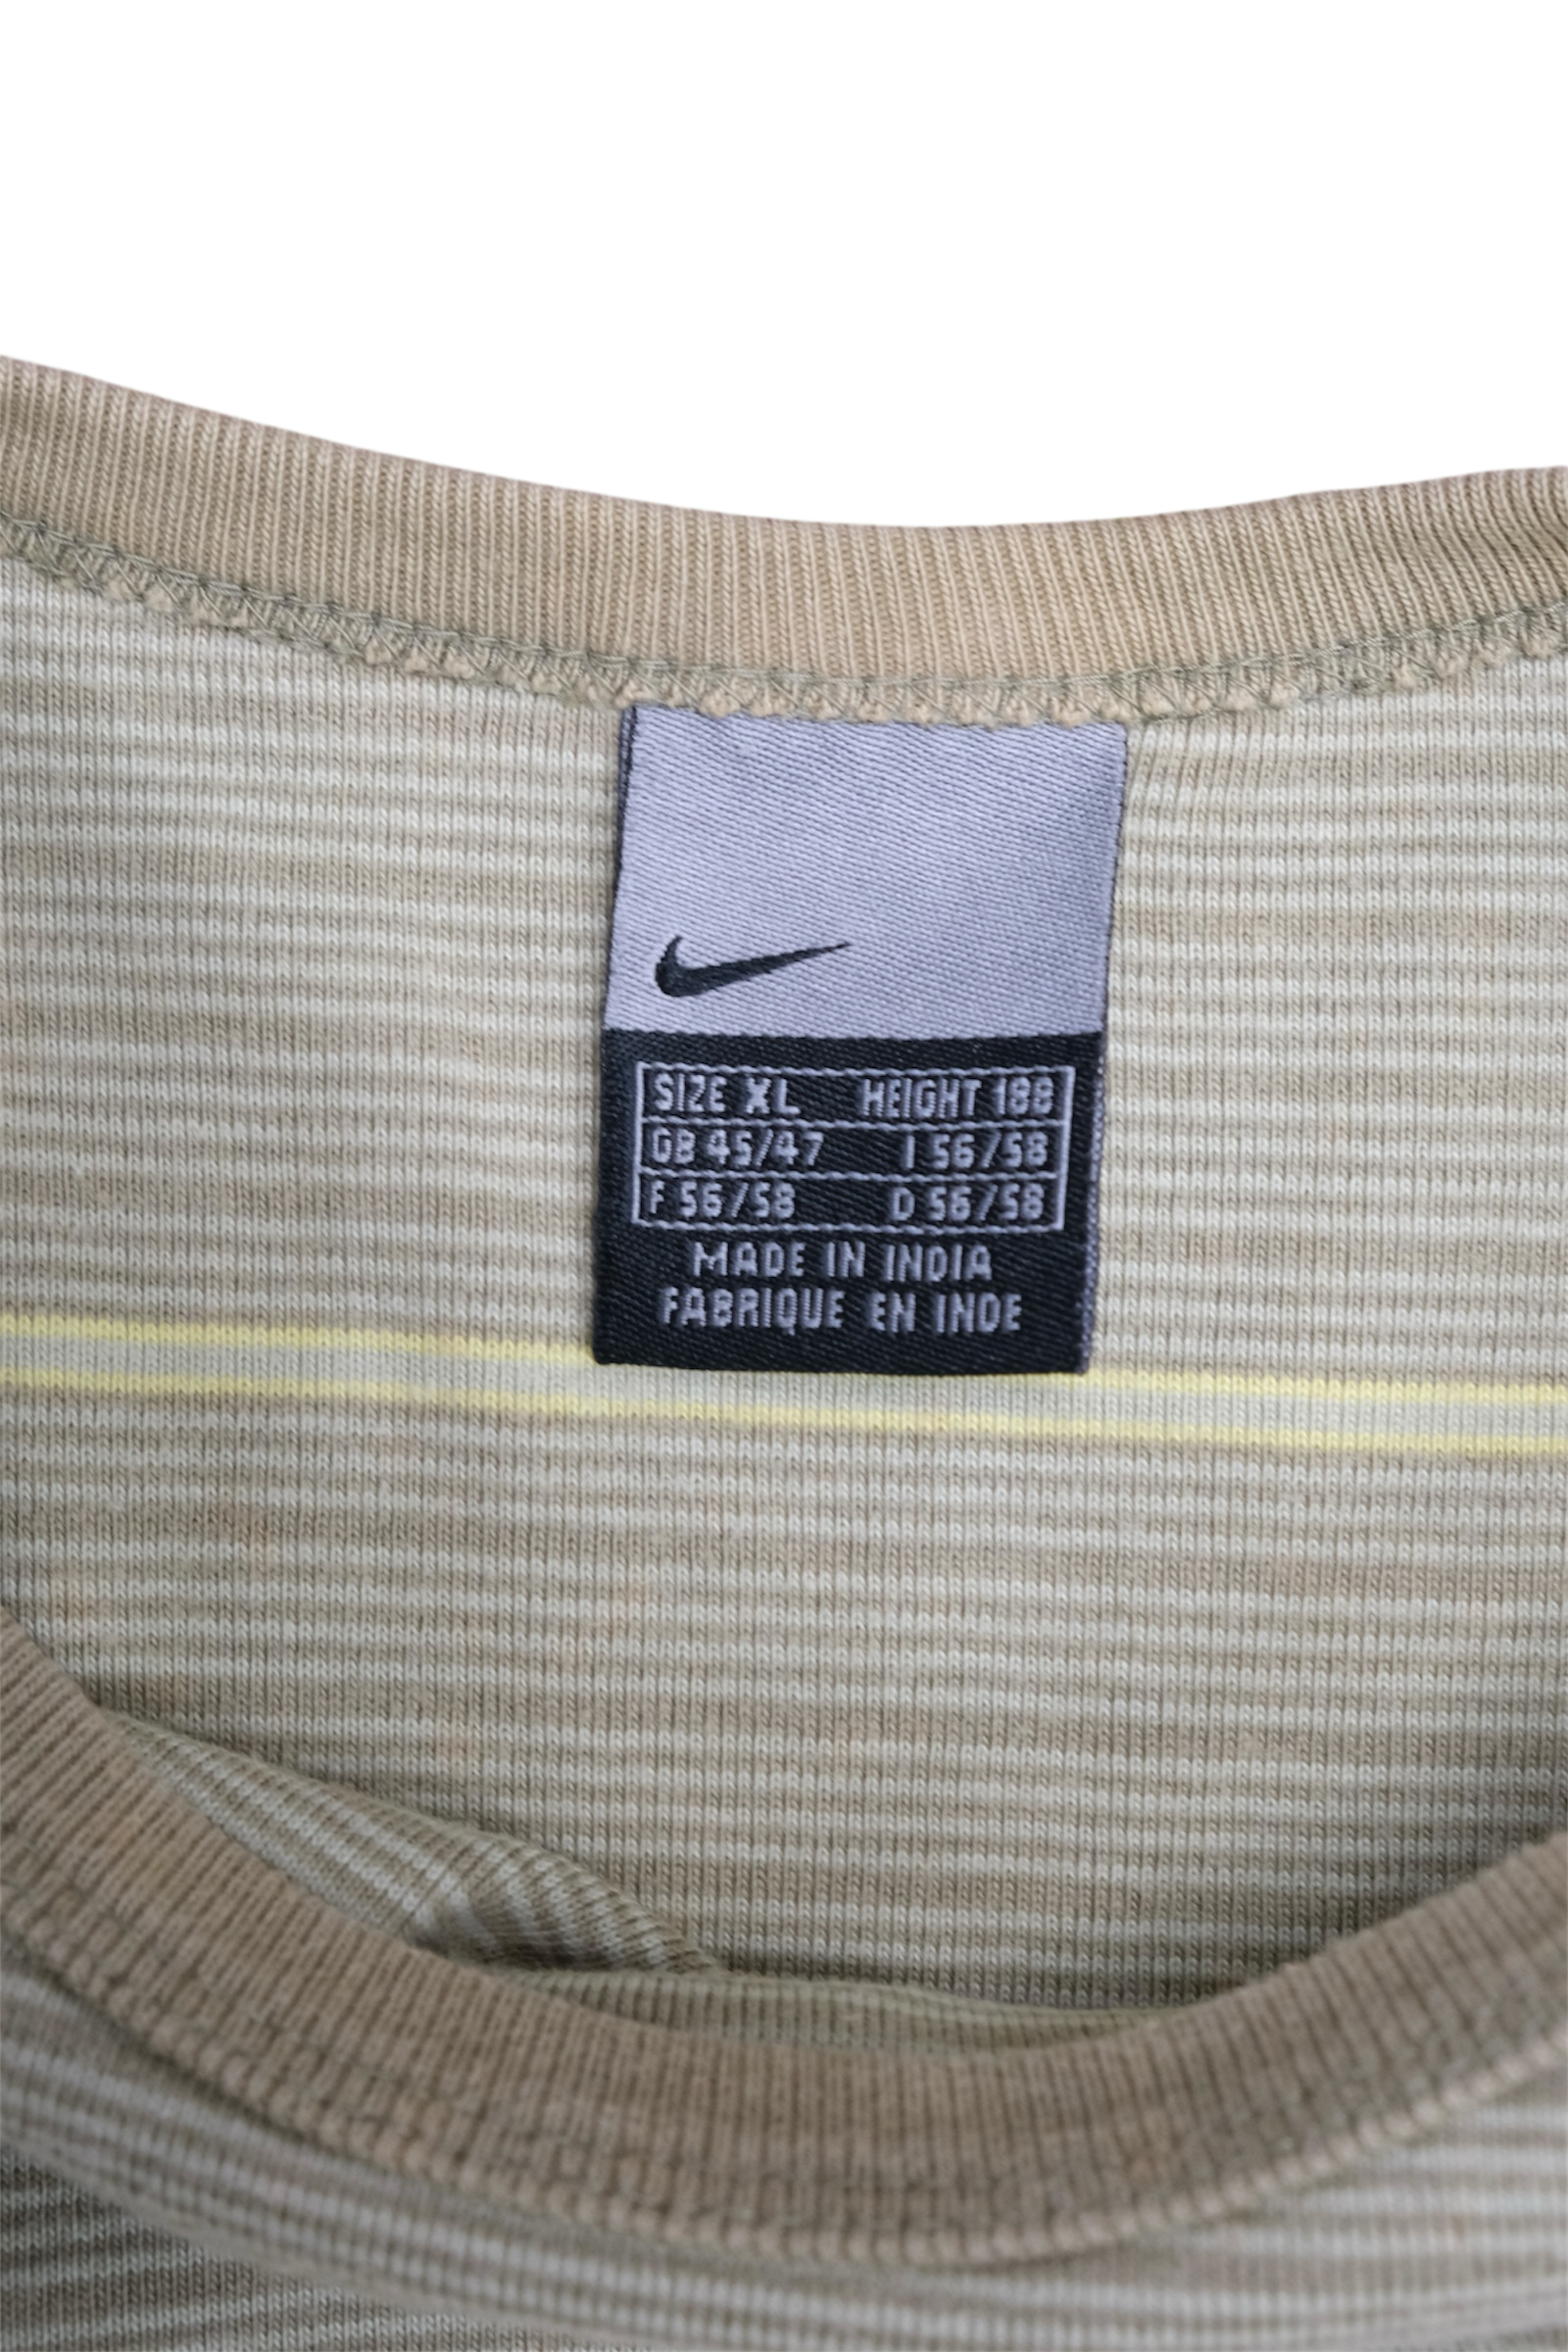 SIZE XL HEIGHT 188
GB 45/47 I 56/58
F 56/58 D 56/58
MADE IN INDIA
FABRIQUE EN INDE